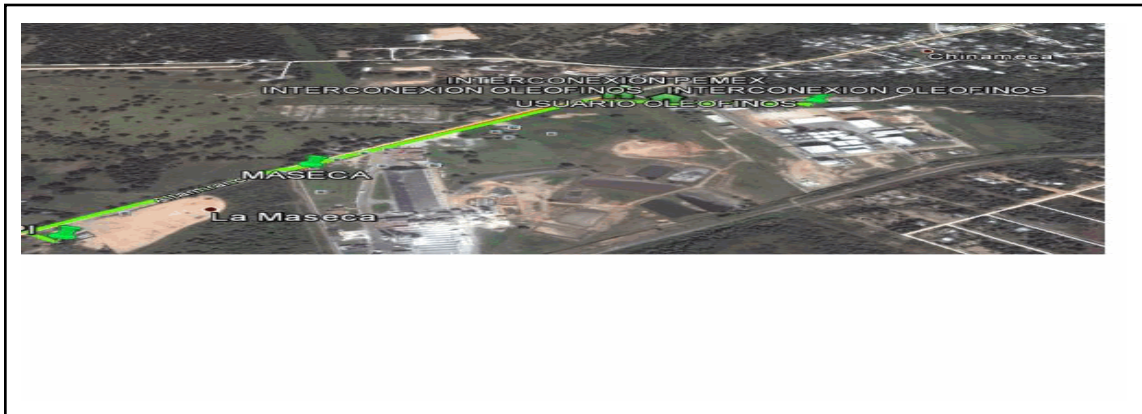 Chinameca
INTERCONEXION PEMEX
INTERCONEXION OLEOFINOS
INTERCONEXION OLEOFINOS
USUARIO OLEOFINOS
MASECA
La Maseca